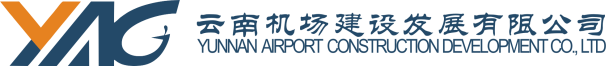 YAG
云南机场建设发展有限公司
YUNNAN AIRPORT CONSTRUCTION DEVELOPMENT CO., LTD